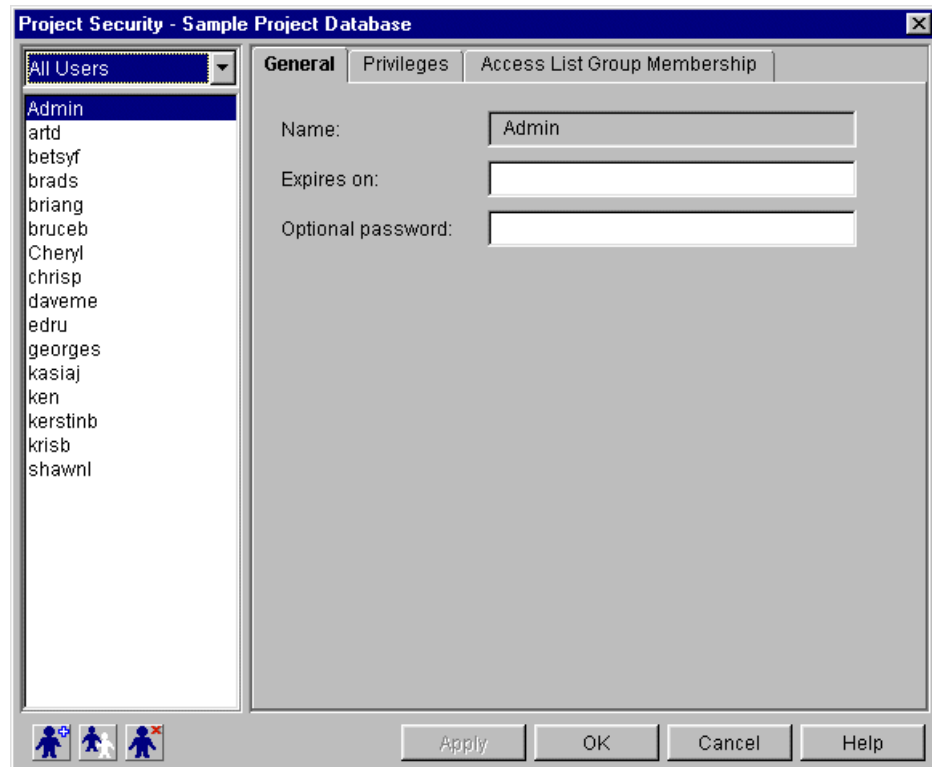 Project Security - Sample Project Database
All Users
Admin
artd
betsyf
brads
briang
bruceb
Cheryl
chrisp
daveme
edru
georges
kasiaj
ken
kerstinb
krisb
shawnl
General Privileges Access List Group Membership
Name: Admin
Expires on:
Optional password:
Apply OK Cancel Help